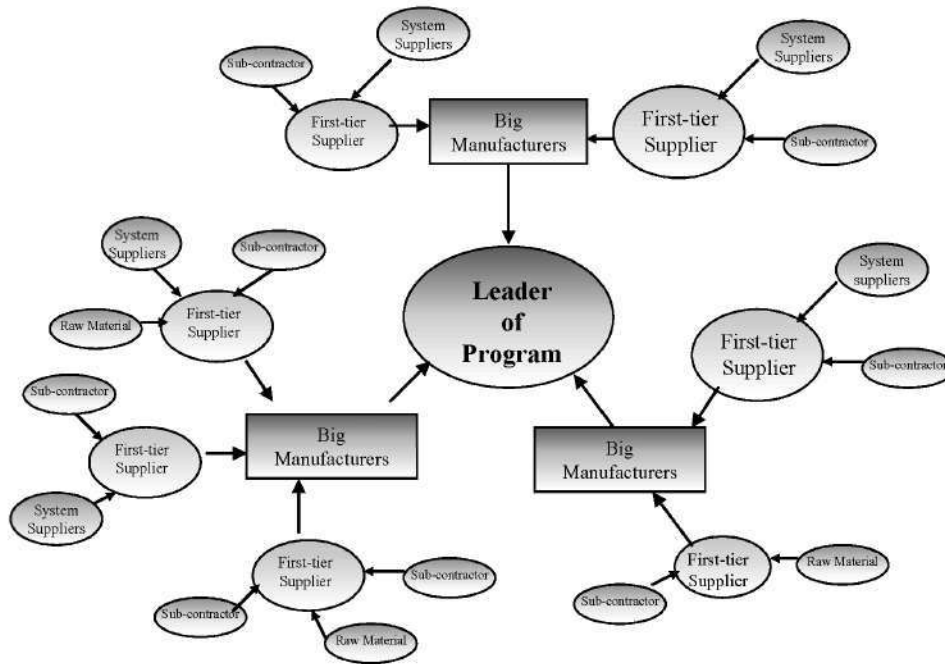 System
Suppliers
Sub-contractor
First-tier
Supplier
Big
Manufacturers
First-tier
Supplier
System
Suppliers
Sub-contractor
System
Suppliers
Sub-contractor
Raw Material
First-tier
Supplier
Leader
of
Program
System
suppliers
First-tier
Supplier
Sub-contractor
Sub-contractor
First-tier
Supplier
System
Suppliers
Big
Manufacturers
Big
Manufacturers
First-tier
Supplier
Sub-contractor
Sub-contractor
Raw Material
First-tier
Supplier
Raw Material
Sub-contractor